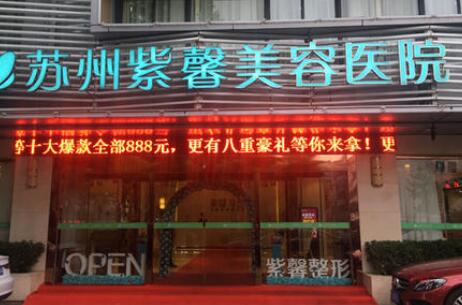 苏州紫馨美容医院
等十大爆款全部888元，更有八重豪礼等你来拿！更
OPEN
紫馨整形